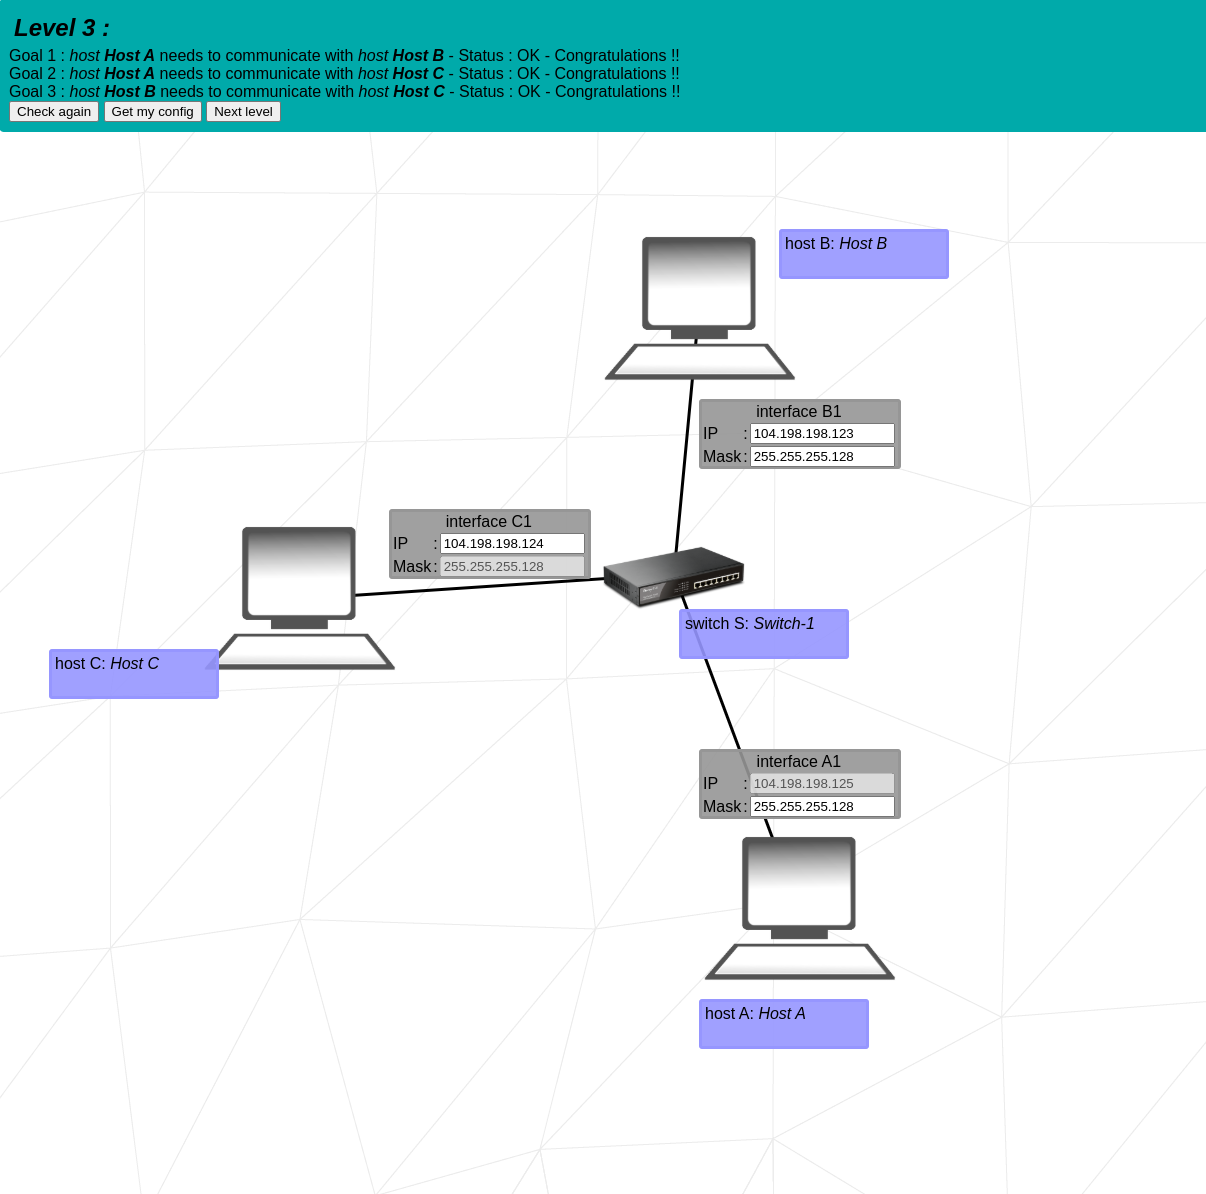 Level 3 :
Goal 1 : host Host A needs to communicate with host Host B - Status : OK - Congratulations !!
Goal 2 : host Host A needs to communicate with host Host C - Status : OK - Congratulations !!
Goal 3 : host Host B needs to communicate with host Host C - Status : OK - Congratulations !!
Check again Get my config Next level
host B: Host B
interface B1
IP : 104.198.198.123
Mask : 255.255.255.128
interface C1
IP : 104.198.198.124
Mask : 255.255.255.128
switch S: Switch-1
host C: Host C
interface A1
IP : 104.198.198.125
Mask : 255.255.255.128
host A: Host A